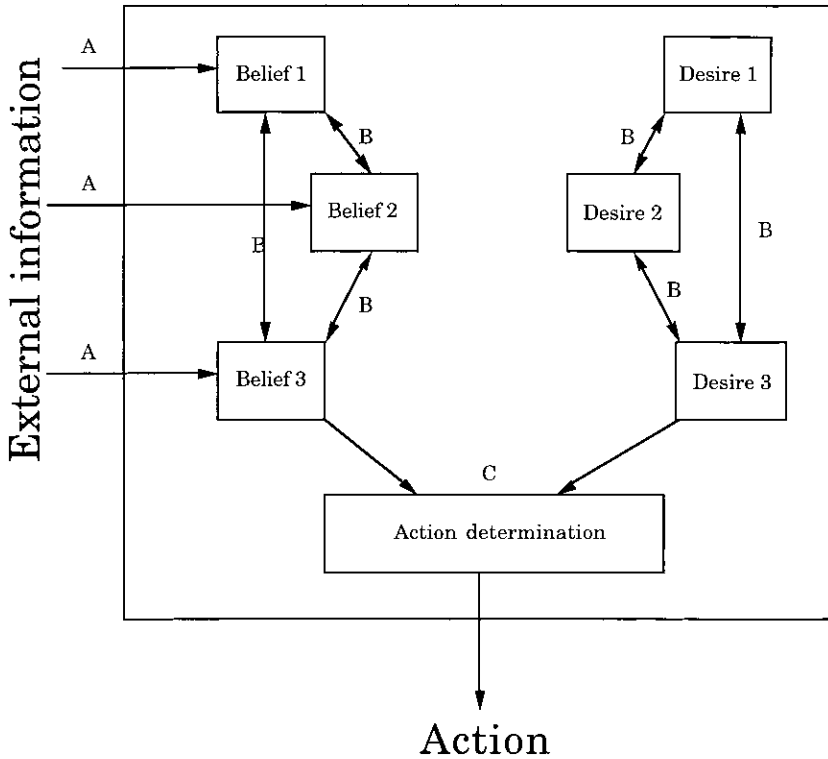 A
Belief 1
Desire 1
B
B
External information
A
Belief 2
Desire 2
B
B
B
B
A
Belief 3
Desire 3
C
Action determination
Action